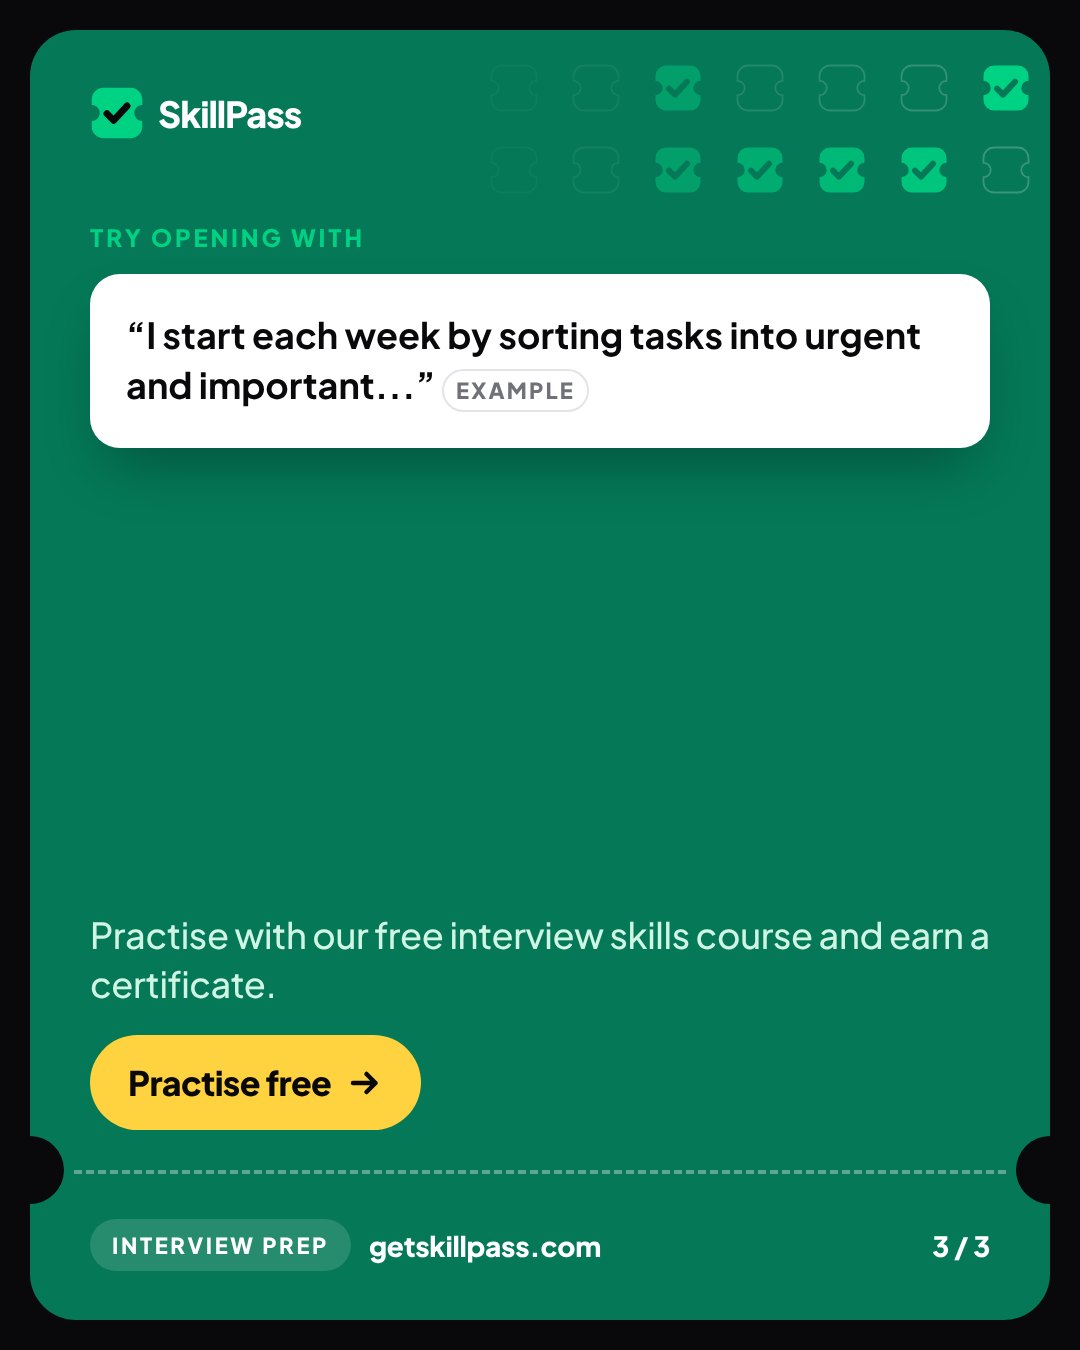 SkillPass
TRY OPENING WITH
“I start each week by sorting tasks into urgent
and important...” EXAMPLE
Practise with our free interview skills course and earn a
certificate.
Practise free →
INTERVIEW PREP getskillpass.com 3 / 3